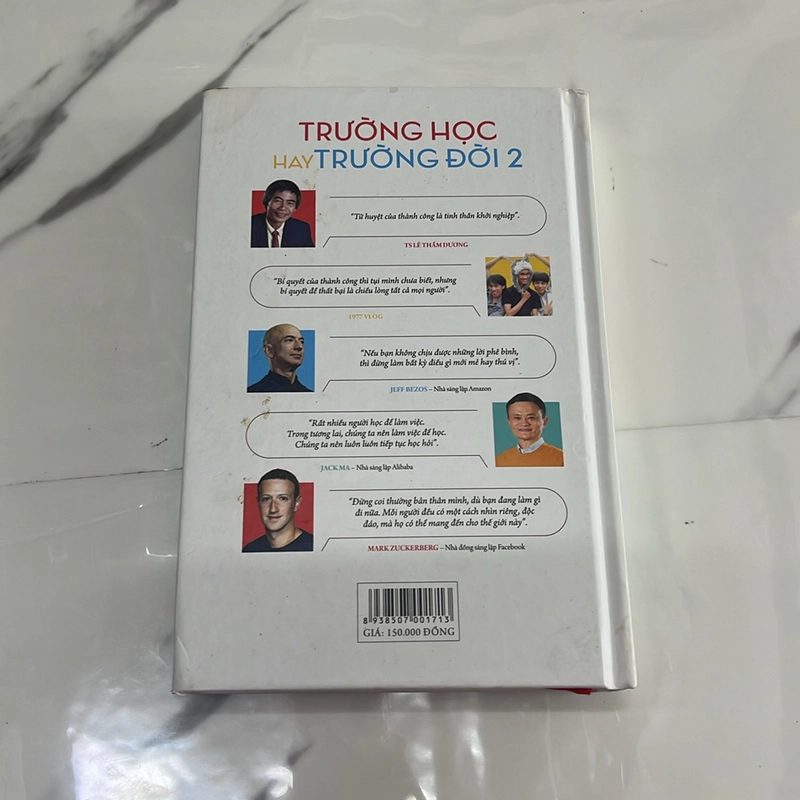 TRƯỜNG HỌC
HAY TRƯỜNG ĐỜI 2
"Tử huyệt của thành công là tinh thần khởi nghiệp".
TS LÊ THẨM DƯƠNG
"Bí quyết của thành công thì tụi mình chưa biết, nhưng
bí quyết để thất bại là chiều lòng tất cả mọi người".
1977 VLOG
"Nếu bạn không chịu được những lời phê bình,
thì đừng làm bất kỳ điều gì mới mẻ hay thú vị".
JEFF BEZOS – Nhà sáng lập Amazon
"Rất nhiều người học để làm việc.
Trong tương lai, chúng ta nên làm việc để học.
Chúng ta nên luôn luôn tiếp tục học hỏi".
JACK MA – Nhà sáng lập Alibaba
"Đừng coi thường bản thân mình, dù bạn đang làm gì
đi nữa. Mỗi người đều có một cách nhìn riêng, độc
đáo, mà họ có thể mang đến cho thế giới này".
MARK ZUCKERBERG – Nhà đồng sáng lập Facebook
8 938507 001713
GIÁ: 150.000 ĐỒNG